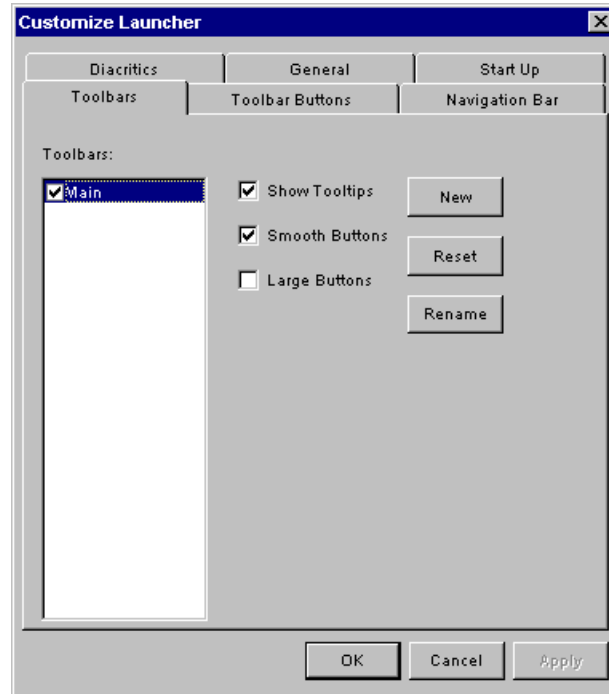 Customize Launcher
Diacritics General Start Up
Toolbars Toolbar Buttons Navigation Bar
Toolbars:
Main
Show Tooltips
New
Smooth Buttons
Reset
Large Buttons
Rename
OK Cancel Apply